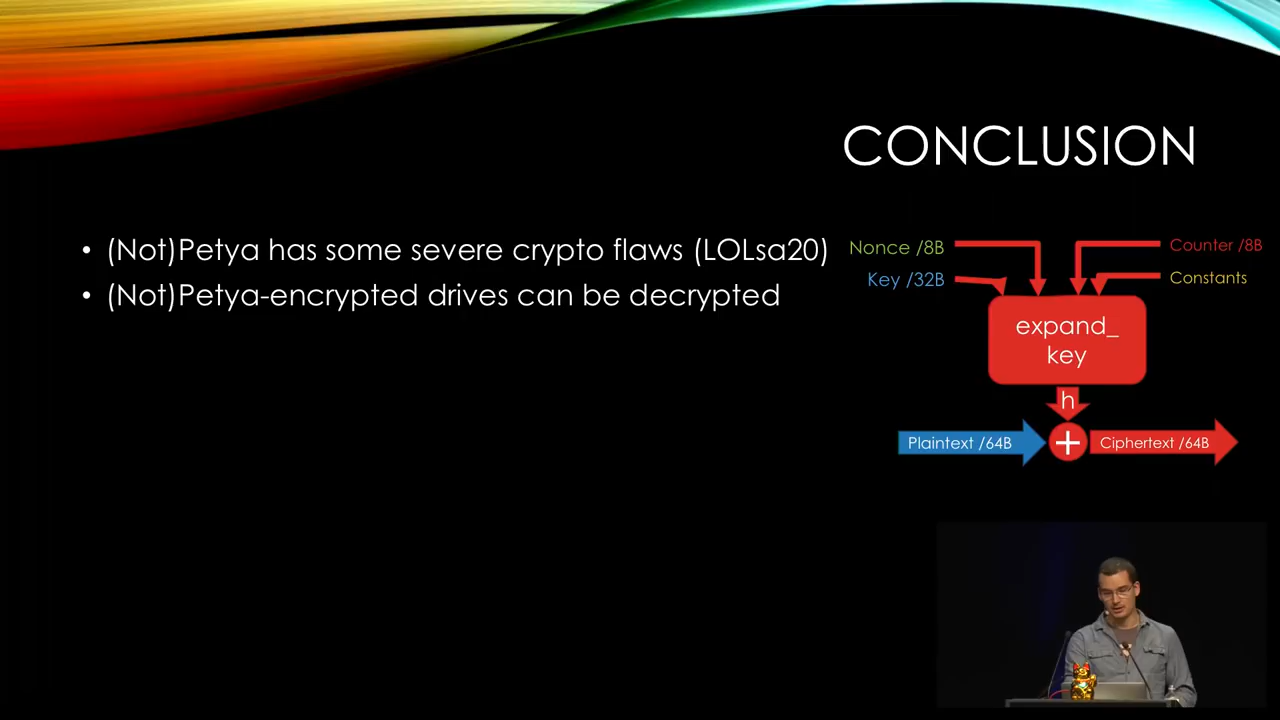 CONCLUSION
• (Not)Petya has some severe crypto flaws (LOLsa20)
• (Not)Petya-encrypted drives can be decrypted
Nonce /8B
Counter /8B
Key /32B
Constants
expand_
key
h
+
Plaintext /64B
Ciphertext /64B